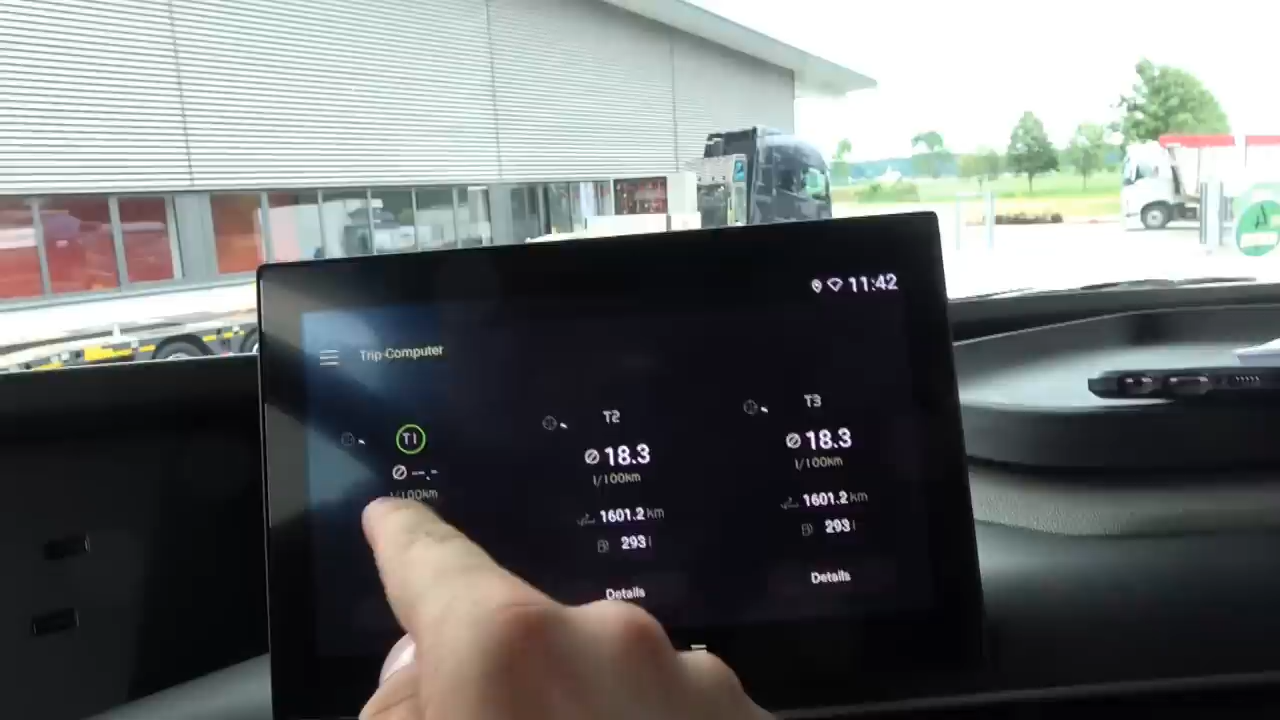 11:42
Trip Computer
T1
--.-
l/100km
T2
18.3
l/100km
1601.2 km
293 l
Details
T3
18.3
l/100km
1601.2 km
293 l
Details